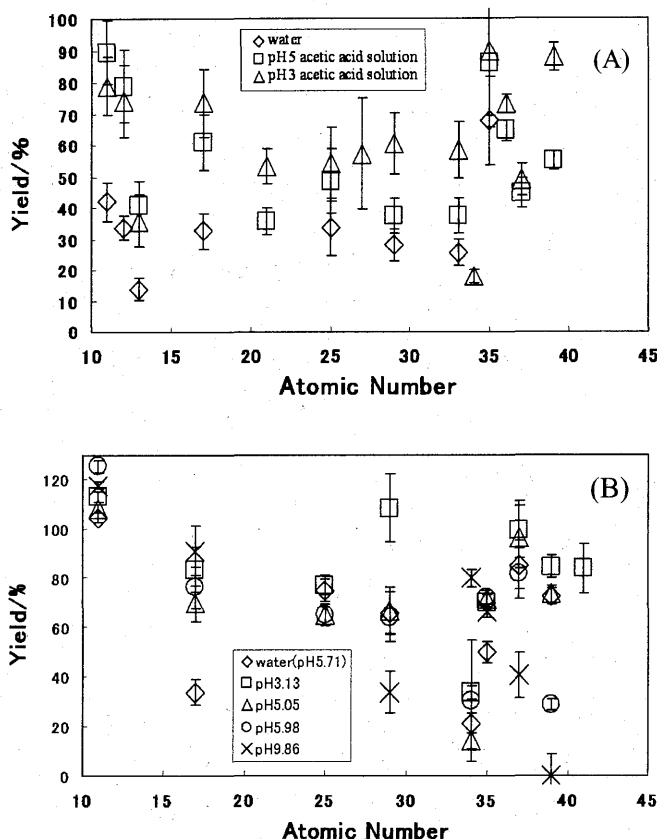 100
90
80
70
60
50
40
30
20
10
0
Yield/%
water
pH5 acetic acid solution
pH3 acetic acid solution
(A)
10 15 20 25 30 35 40 45
Atomic Number
120
100
80
60
40
20
0
Yield/%
(B)
water(pH5.71)
pH3.13
pH5.05
pH5.98
pH9.86
10 15 20 25 30 35 40 45
Atomic Number